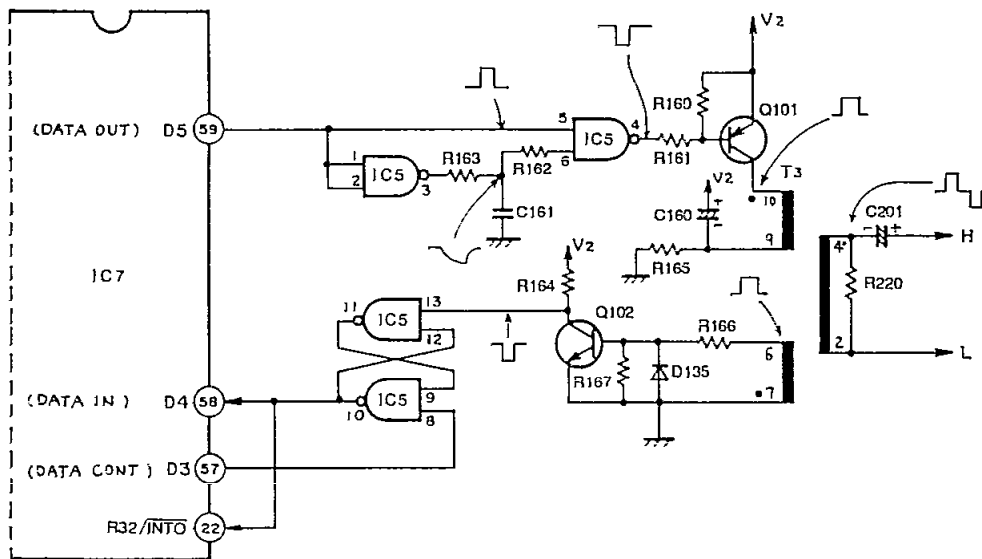 V2
R160
Q101
(DATA OUT) D5 59
5
IC5
4
6
R161
1
2
IC5
3
R163
R162
C161
T3
10
V2
C160
+
-
9
R165
C201
- +
H
4
R220
2
L
IC7
V2
R164
11
IC5
13
12
Q102
R166
6
R167
D135
7
(DATA IN) D4 58
10
IC5
9
8
(DATA CONT) D3 57
R32/INT0 22